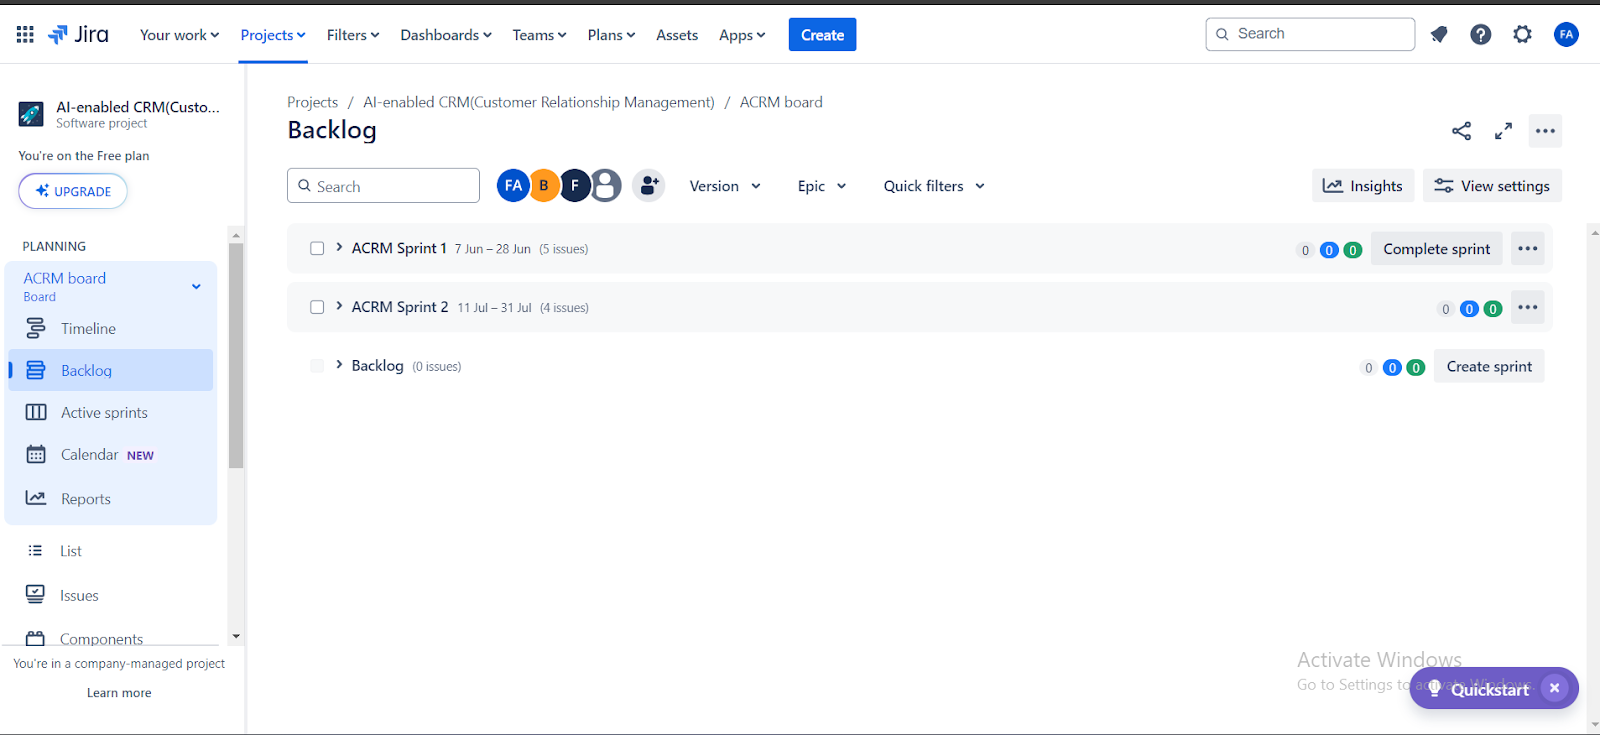 Jira Your work Projects Filters Dashboards Teams Plans Assets Apps Create Search FA
AI-enabled CRM(Custo...
Software project
You're on the Free plan
UPGRADE
PLANNING
ACRM board
Board
Timeline
Backlog
Active sprints
Calendar NEW
Reports
List
Issues
Components
You're in a company-managed project
Learn more
Projects / AI-enabled CRM(Customer Relationship Management) / ACRM board
Backlog
Search FA B F Version Epic Quick filters Insights View settings
ACRM Sprint 1 7 Jun – 28 Jun (5 issues) 0 0 0 Complete sprint
ACRM Sprint 2 11 Jul – 31 Jul (4 issues) 0 0 0
Backlog (0 issues) 0 0 0 Create sprint
Activate Windows
Go to Settings to activate Windows.
Quickstart